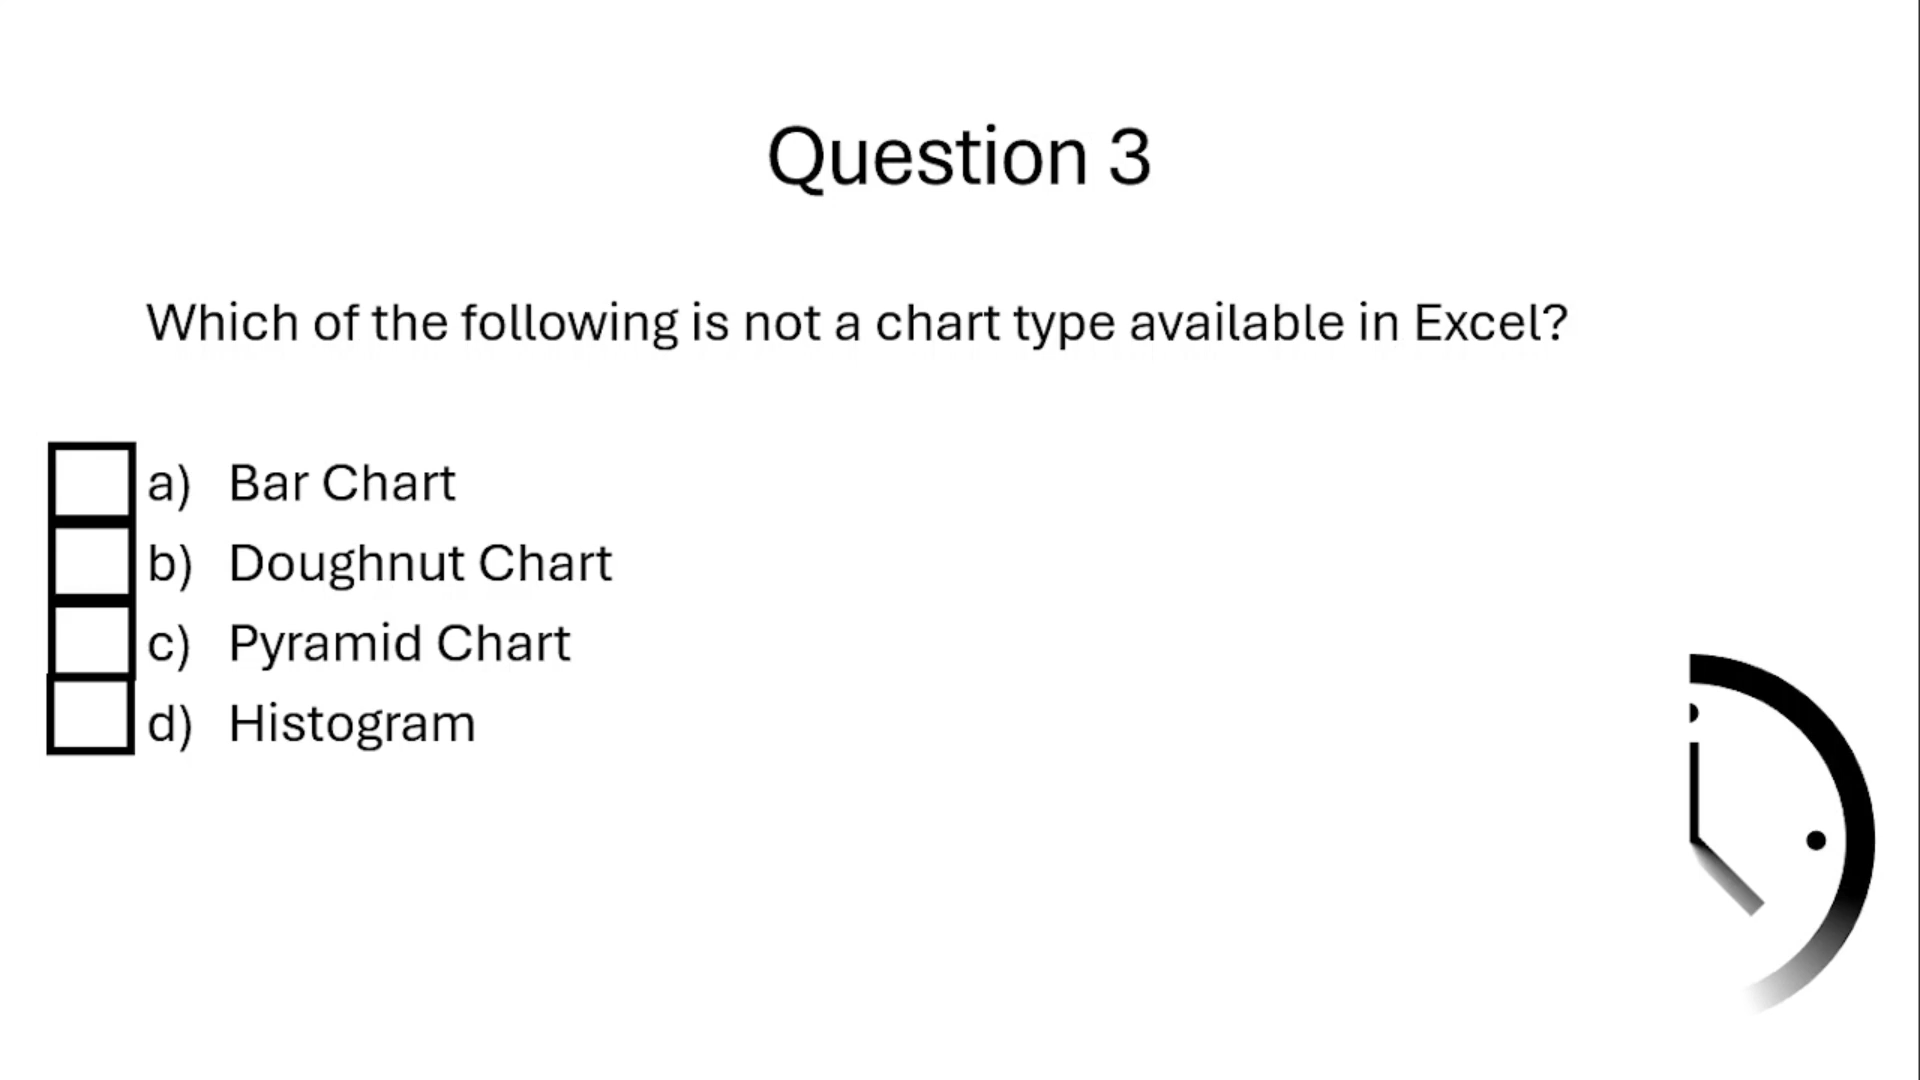 Question 3
Which of the following is not a chart type available in Excel?
a) Bar Chart
b) Doughnut Chart
c) Pyramid Chart
d) Histogram